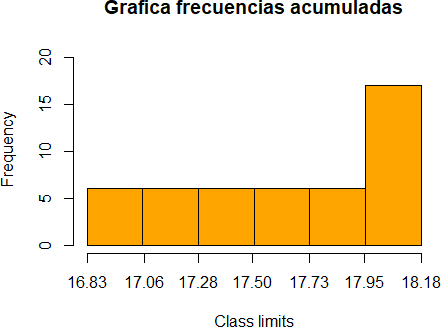 Grafica frecuencias acumuladas
Frequency
20
15
10
5
0
16.83 17.06 17.28 17.50 17.73 17.95 18.18
Class limits